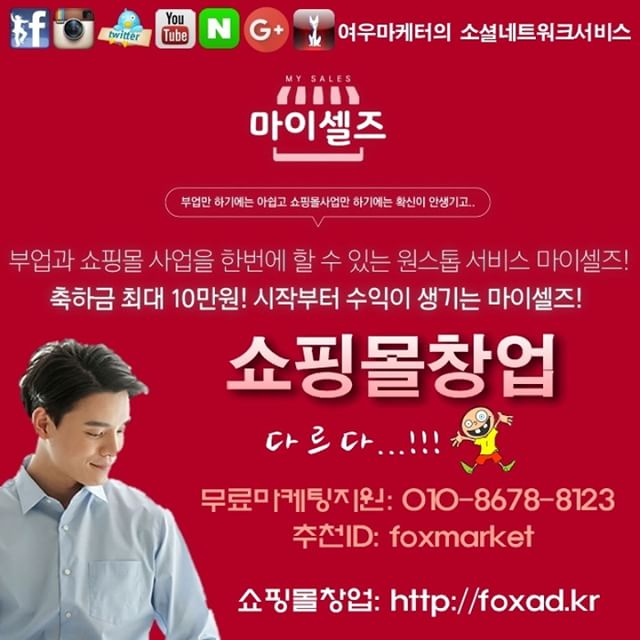 f
twitter
You
Tube
N
G+
여우마케터의 소셜네트워크서비스
MY SALES
마이셀즈
부업만 하기에는 아쉽고 쇼핑몰사업만 하기에는 확신이 안생기고..
부업과 쇼핑몰 사업을 한번에 할 수 있는 원스톱 서비스 마이셀즈!
축하금 최대 10만원! 시작부터 수익이 생기는 마이셀즈!
쇼핑몰창업
다르다...!!!
무료마케팅지원: 010-8678-8123
추천ID: foxmarket
쇼핑몰창업: http://foxad.kr